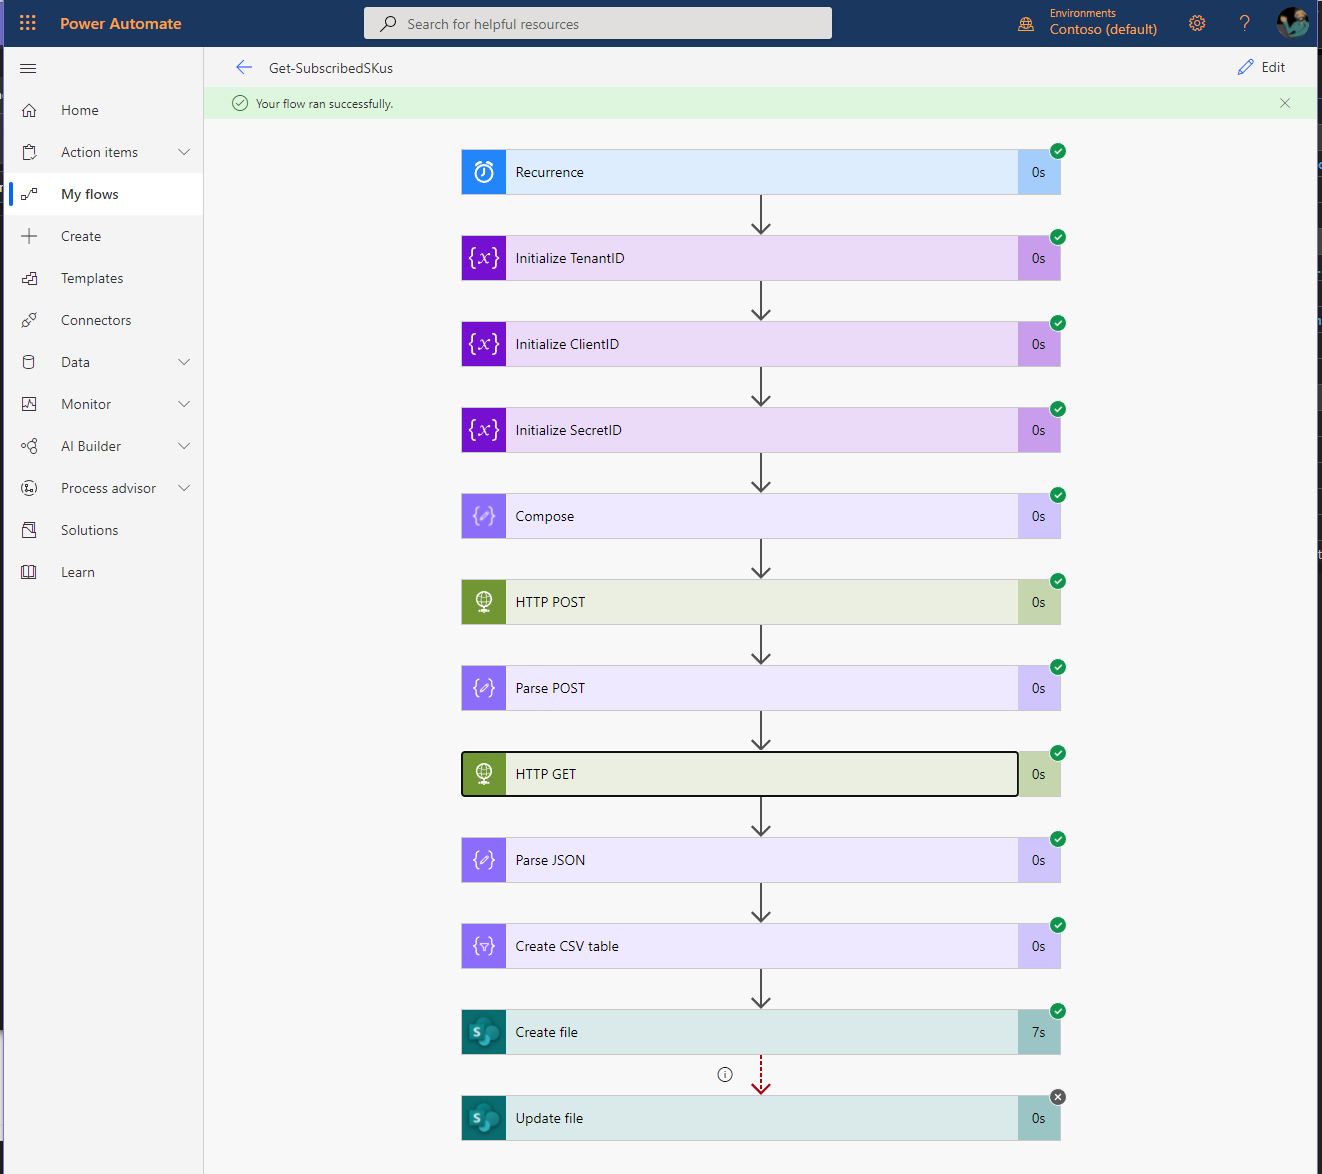 Power Automate
Search for helpful resources
Environments
Contoso (default)
Get-SubscribedSKus
Edit
Your flow ran successfully.
Home
Action items
My flows
Create
Templates
Connectors
Data
Monitor
AI Builder
Process advisor
Solutions
Learn
Recurrence
0s
Initialize TenantID
0s
Initialize ClientID
0s
Initialize SecretID
0s
Compose
0s
HTTP POST
0s
Parse POST
0s
HTTP GET
0s
Parse JSON
0s
Create CSV table
0s
Create file
7s
Update file
0s